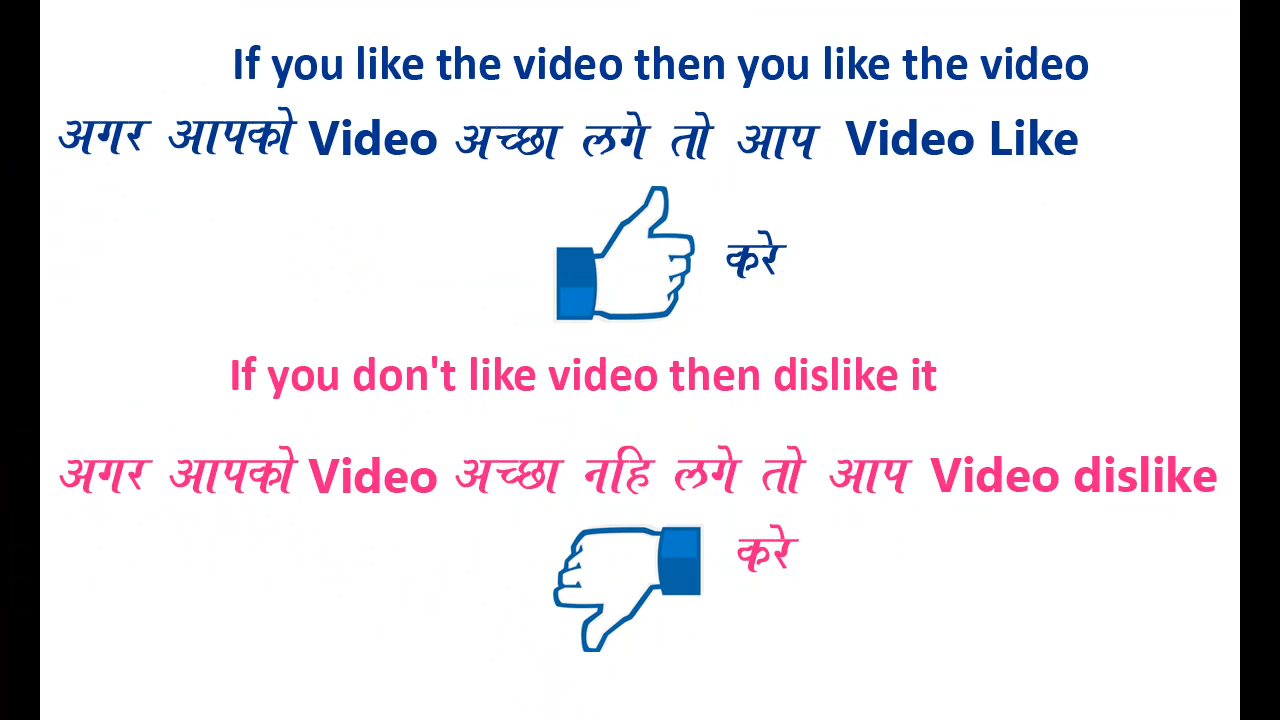 If you like the video then you like the video
अगर आपको Video अच्छा लगे तो आप Video Like
करे
If you don't like video then dislike it
अगर आपको Video अच्छा नहि लगे तो आप Video dislike
करे